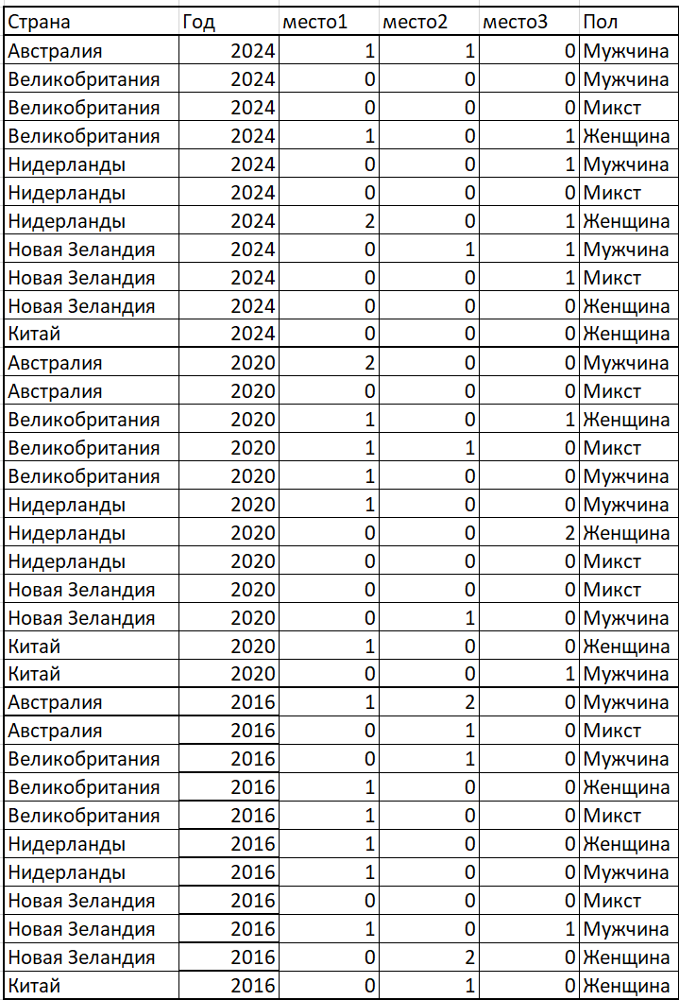 Страна Год место1 место2 место3 Пол
Австралия 2024 1 1 0 Мужчина
Великобритания 2024 0 0 0 Мужчина
Великобритания 2024 0 0 0 Микст
Великобритания 2024 1 0 1 Женщина
Нидерланды 2024 0 0 1 Мужчина
Нидерланды 2024 0 0 0 Микст
Нидерланды 2024 2 0 1 Женщина
Новая Зеландия 2024 0 1 1 Мужчина
Новая Зеландия 2024 0 0 1 Микст
Новая Зеландия 2024 0 0 0 Женщина
Китай 2024 0 0 0 Женщина
Австралия 2020 2 0 0 Мужчина
Австралия 2020 0 0 0 Микст
Великобритания 2020 1 0 1 Женщина
Великобритания 2020 1 1 0 Микст
Великобритания 2020 1 0 0 Мужчина
Нидерланды 2020 1 0 0 Мужчина
Нидерланды 2020 0 0 2 Женщина
Нидерланды 2020 0 0 0 Микст
Новая Зеландия 2020 0 0 0 Микст
Новая Зеландия 2020 0 1 0 Мужчина
Китай 2020 1 0 0 Женщина
Китай 2020 0 0 1 Мужчина
Австралия 2016 1 2 0 Мужчина
Австралия 2016 0 1 0 Микст
Великобритания 2016 0 1 0 Мужчина
Великобритания 2016 1 0 0 Женщина
Великобритания 2016 1 0 0 Микст
Нидерланды 2016 1 0 0 Женщина
Нидерланды 2016 1 0 0 Мужчина
Новая Зеландия 2016 0 0 0 Микст
Новая Зеландия 2016 1 0 1 Мужчина
Новая Зеландия 2016 0 2 0 Женщина
Китай 2016 0 1 0 Женщина